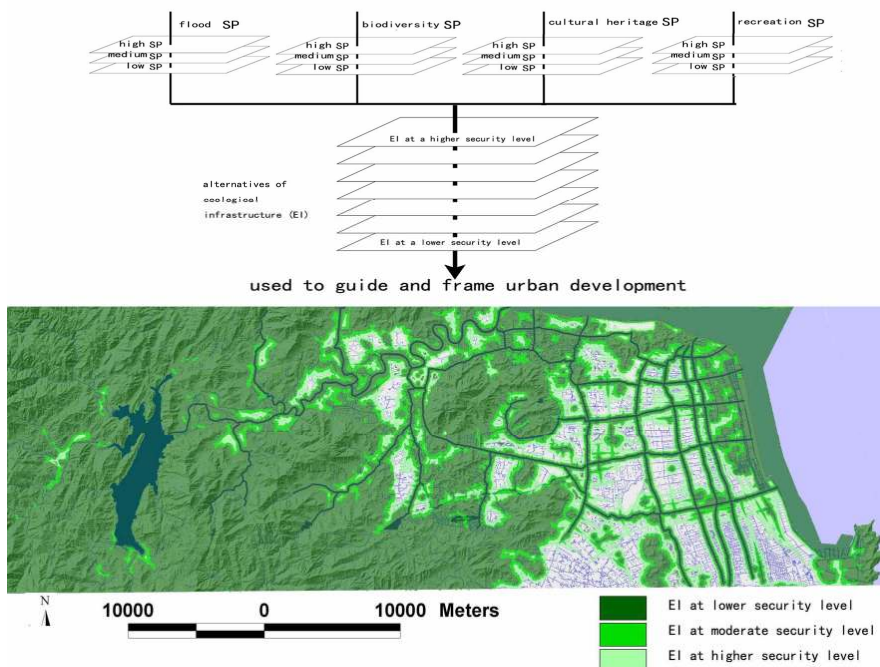 flood SP
biodiversity SP
cultural heritage SP
recreation SP
high SP
medium SP
low SP
high SP
medium SP
low SP
high SP
medium SP
low SP
high SP
medium SP
low SP
EI at a higher security level
alternatives of
ecological
infrastructure (EI)
EI at a lower security level
used to guide and frame urban development
N
10000 0 10000 Meters
EI at lower security level
EI at moderate security level
EI at higher security level